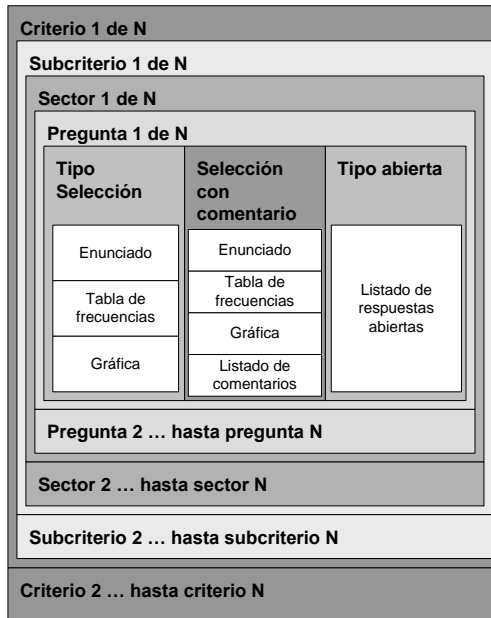 Criterio 1 de N
Subcriterio 1 de N
Sector 1 de N
Pregunta 1 de N
Tipo
Selección
Enunciado
Tabla de
frecuencias
Gráfica
Selección
con
comentario
Enunciado
Tabla de
frecuencias
Gráfica
Listado de
comentarios
Tipo abierta
Listado de
respuestas
abiertas
Pregunta 2 … hasta pregunta N
Sector 2 … hasta sector N
Subcriterio 2 … hasta subcriterio N
Criterio 2 … hasta criterio N